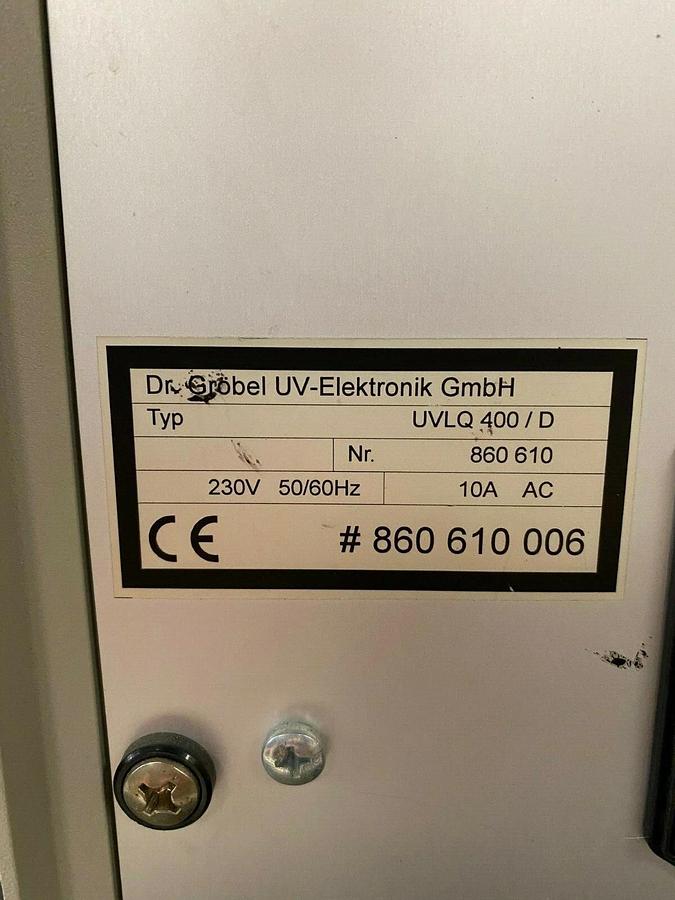 Dr. Gröbel UV-Elektronik GmbH
Typ UVLQ 400 / D
Nr. 860 610
230V 50/60Hz 10A AC
CE # 860 610 006